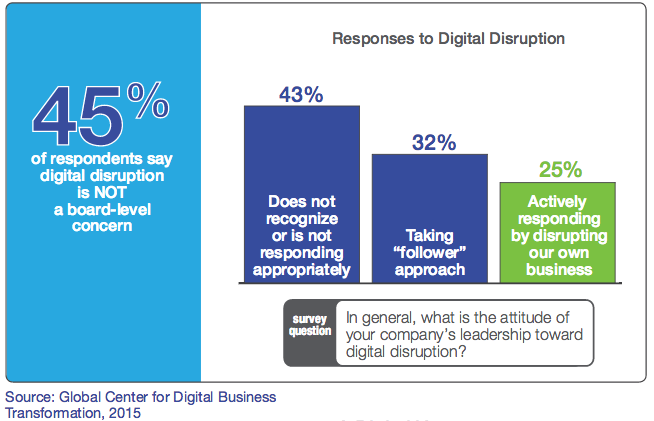 45%
of respondents say
digital disruption
is NOT
a board-level
concern
Responses to Digital Disruption
43%
Does not
recognize
or is not
responding
appropriately
32%
Taking
“follower”
approach
25%
Actively
responding
by disrupting
our own
business
survey
question
In general, what is the attitude of
your company’s leadership toward
digital disruption?
Source: Global Center for Digital Business
Transformation, 2015